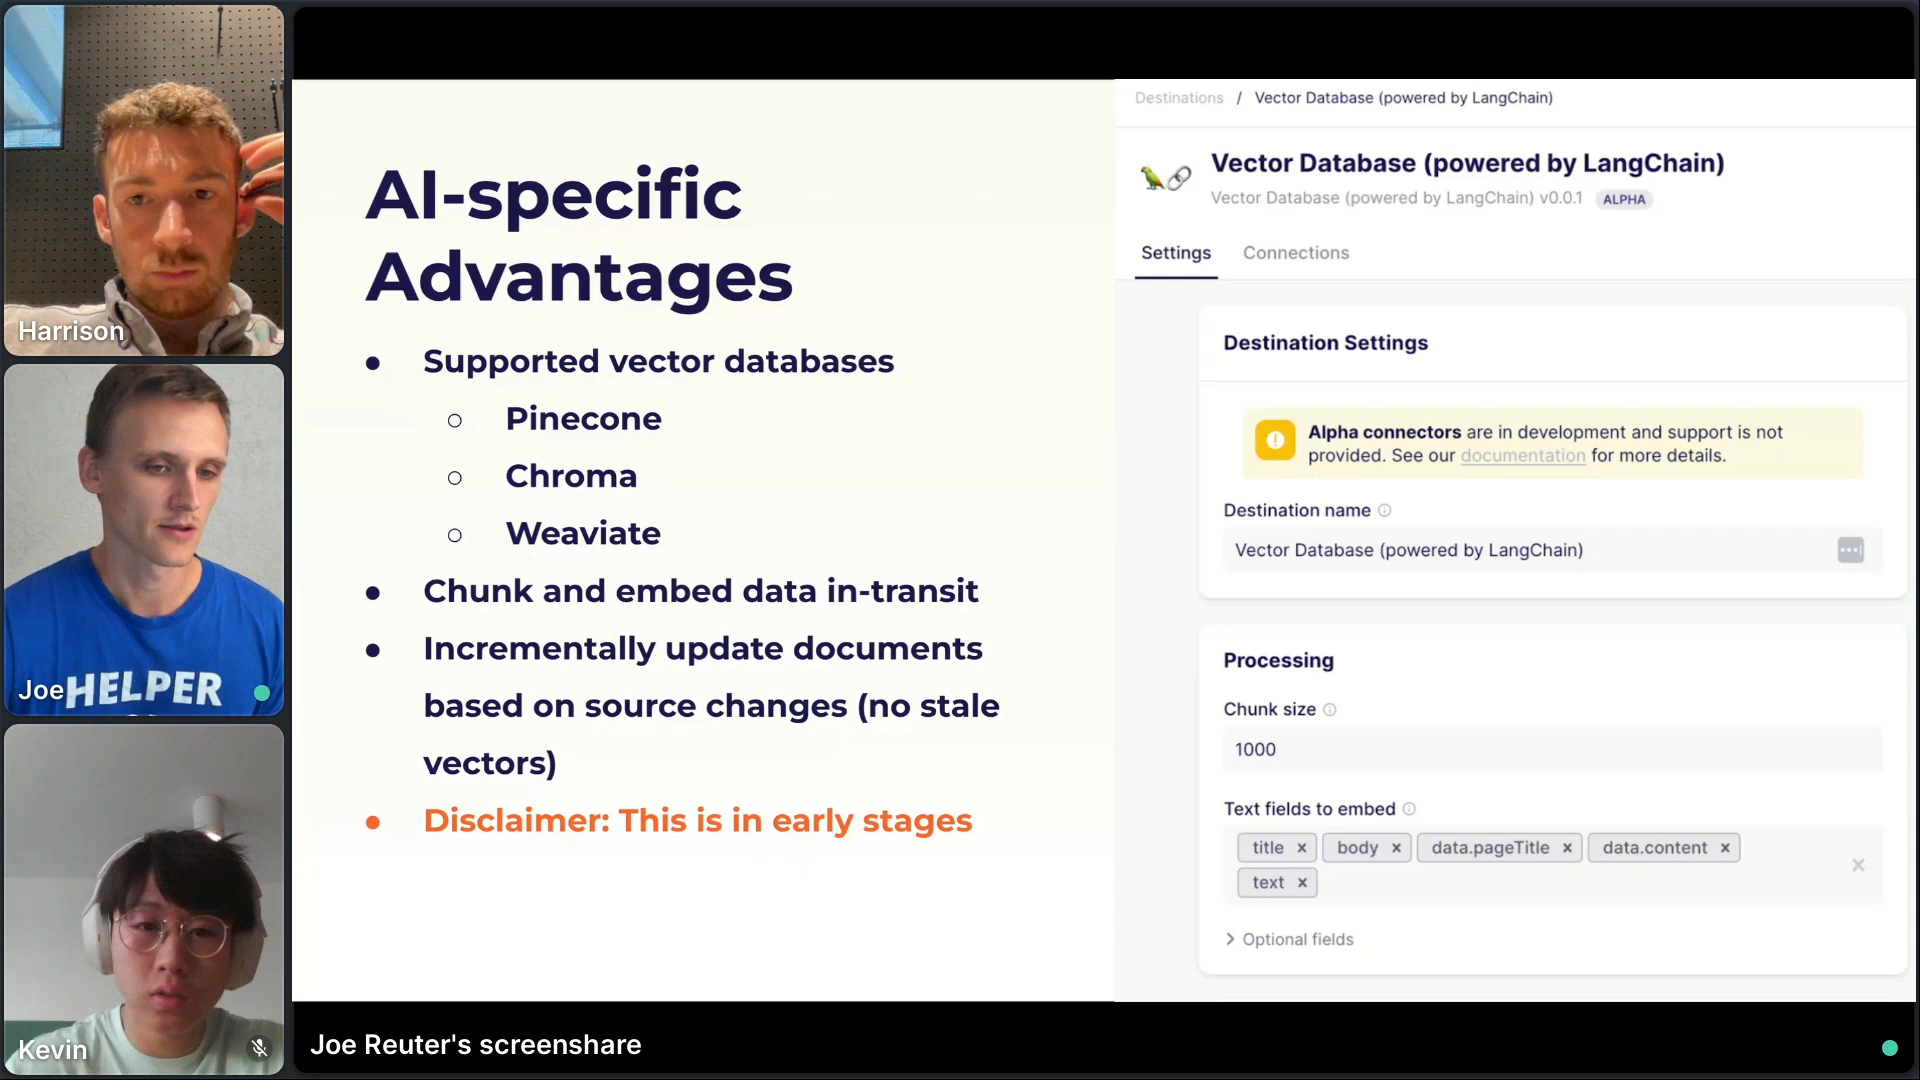 Harrison
Joe
HELPER
Kevin
AI-specific
Advantages
● Supported vector databases
○ Pinecone
○ Chroma
○ Weaviate
● Chunk and embed data in-transit
● Incrementally update documents
based on source changes (no stale
vectors)
● Disclaimer: This is in early stages
Destinations / Vector Database (powered by LangChain)
Vector Database (powered by LangChain)
Vector Database (powered by LangChain) v0.0.1 ALPHA
Settings Connections
Destination Settings
Alpha connectors are in development and support is not
provided. See our documentation for more details.
Destination name
Vector Database (powered by LangChain)
Processing
Chunk size
1000
Text fields to embed
title × body × data.pageTitle × data.content ×
text ×
Optional fields
Joe Reuter's screenshare